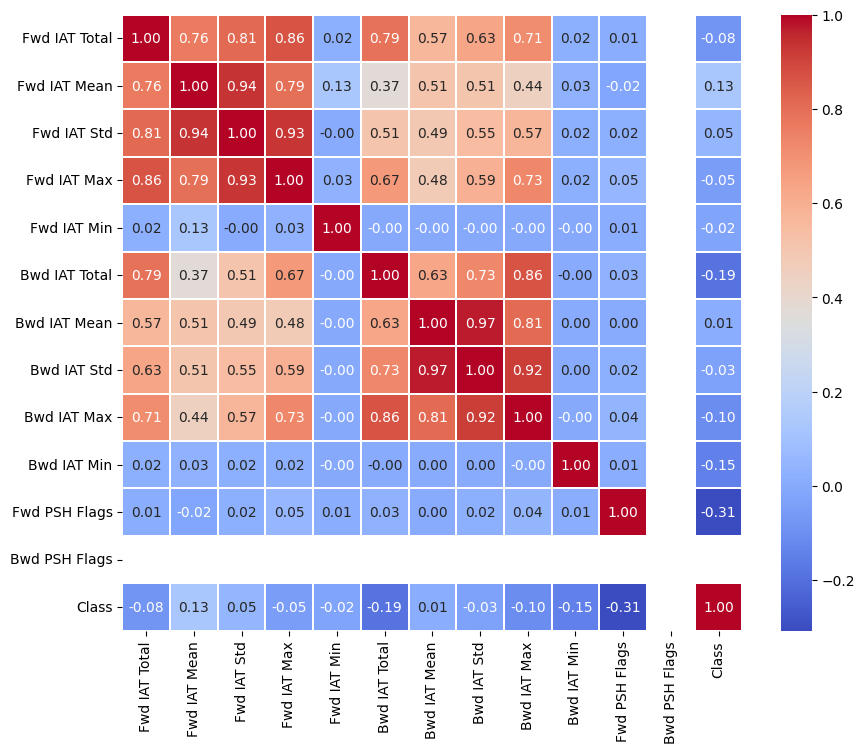 Fwd IAT Total 1.00 0.76 0.81 0.86 0.02 0.79 0.57 0.63 0.71 0.02 0.01 -0.08
Fwd IAT Mean 0.76 1.00 0.94 0.79 0.13 0.37 0.51 0.51 0.44 0.03 -0.02 0.13
Fwd IAT Std 0.81 0.94 1.00 0.93 -0.00 0.51 0.49 0.55 0.57 0.02 0.02 0.05
Fwd IAT Max 0.86 0.79 0.93 1.00 0.03 0.67 0.48 0.59 0.73 0.02 0.05 -0.05
Fwd IAT Min 0.02 0.13 -0.00 0.03 1.00 -0.00 -0.00 -0.00 -0.00 -0.00 0.01 -0.02
Bwd IAT Total 0.79 0.37 0.51 0.67 -0.00 1.00 0.63 0.73 0.86 -0.00 0.03 -0.19
Bwd IAT Mean 0.57 0.51 0.49 0.48 -0.00 0.63 1.00 0.97 0.81 0.00 0.00 0.01
Bwd IAT Std 0.63 0.51 0.55 0.59 -0.00 0.73 0.97 1.00 0.92 0.00 0.02 -0.03
Bwd IAT Max 0.71 0.44 0.57 0.73 -0.00 0.86 0.81 0.92 1.00 -0.00 0.04 -0.10
Bwd IAT Min 0.02 0.03 0.02 0.02 -0.00 -0.00 0.00 0.00 -0.00 1.00 0.01 -0.15
Fwd PSH Flags 0.01 -0.02 0.02 0.05 0.01 0.03 0.00 0.02 0.04 0.01 1.00 -0.31
Bwd PSH Flags
Class -0.08 0.13 0.05 -0.05 -0.02 -0.19 0.01 -0.03 -0.10 -0.15 -0.31 1.00
Fwd IAT Total
Fwd IAT Mean
Fwd IAT Std
Fwd IAT Max
Fwd IAT Min
Bwd IAT Total
Bwd IAT Mean
Bwd IAT Std
Bwd IAT Max
Bwd IAT Min
Fwd PSH Flags
Bwd PSH Flags
Class
1.0
0.8
0.6
0.4
0.2
0.0
−0.2